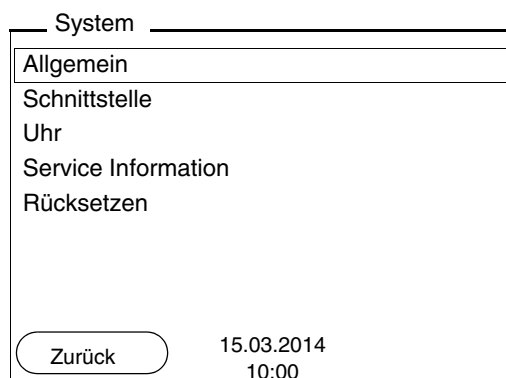 System
Allgemein
Schnittstelle
Uhr
Service Information
Rücksetzen
Zurück
15.03.2014
10:00